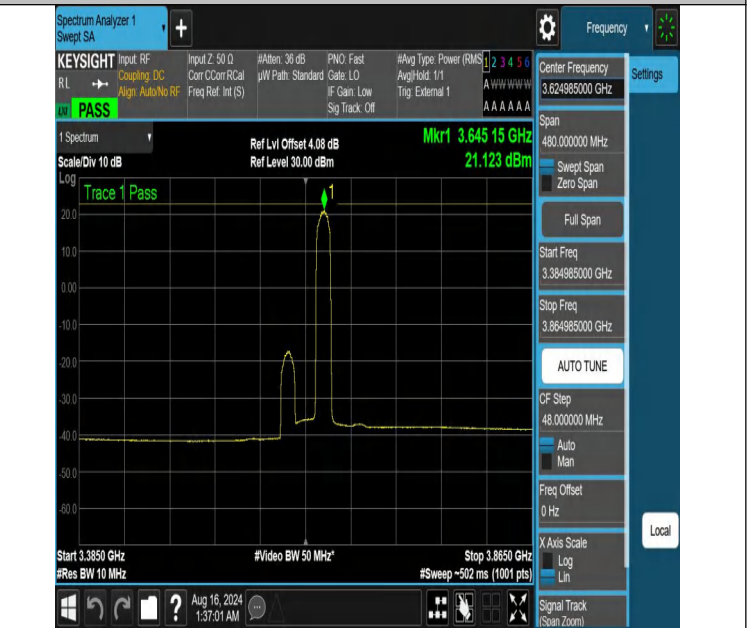 Spectrum Analyzer 1
Swept SA
Frequency
KEYSIGHT
RL
LXI
PASS
Input: RF
Coupling: DC
Align: Auto/No RF
Input Z: 50 Ω
Corr CCorr RCal
Freq Ref: Int (S)
#Atten: 36 dB
µW Path: Standard
PNO: Fast
Gate: LO
IF Gain: Low
Sig Track: Off
#Avg Type: Power (RMS
Avg|Hold: 1/1
Trig: External 1
1 2 3 4 5 6
A W W W W W
A A A A A A
1 Spectrum
Scale/Div 10 dB
Ref Lvl Offset 4.08 dB
Ref Level 30.00 dBm
Mkr1 3.645 15 GHz
21.123 dBm
Log
Trace 1 Pass
1
20.0
10.0
0.00
-10.0
-20.0
-30.0
-40.0
-50.0
-60.0
Start 3.3850 GHz
#Res BW 10 MHz
#Video BW 50 MHz*
Stop 3.8650 GHz
#Sweep ~502 ms (1001 pts)
Center Frequency
3.624985000 GHz
Settings
Span
480.000000 MHz
Swept Span
Zero Span
Full Span
Start Freq
3.384985000 GHz
Stop Freq
3.864985000 GHz
AUTO TUNE
CF Step
48.000000 MHz
Auto
Man
Freq Offset
0 Hz
X Axis Scale
Log
Lin
Local
Signal Track
(Span Zoom)
?
Aug 16, 2024
1:37:01 AM